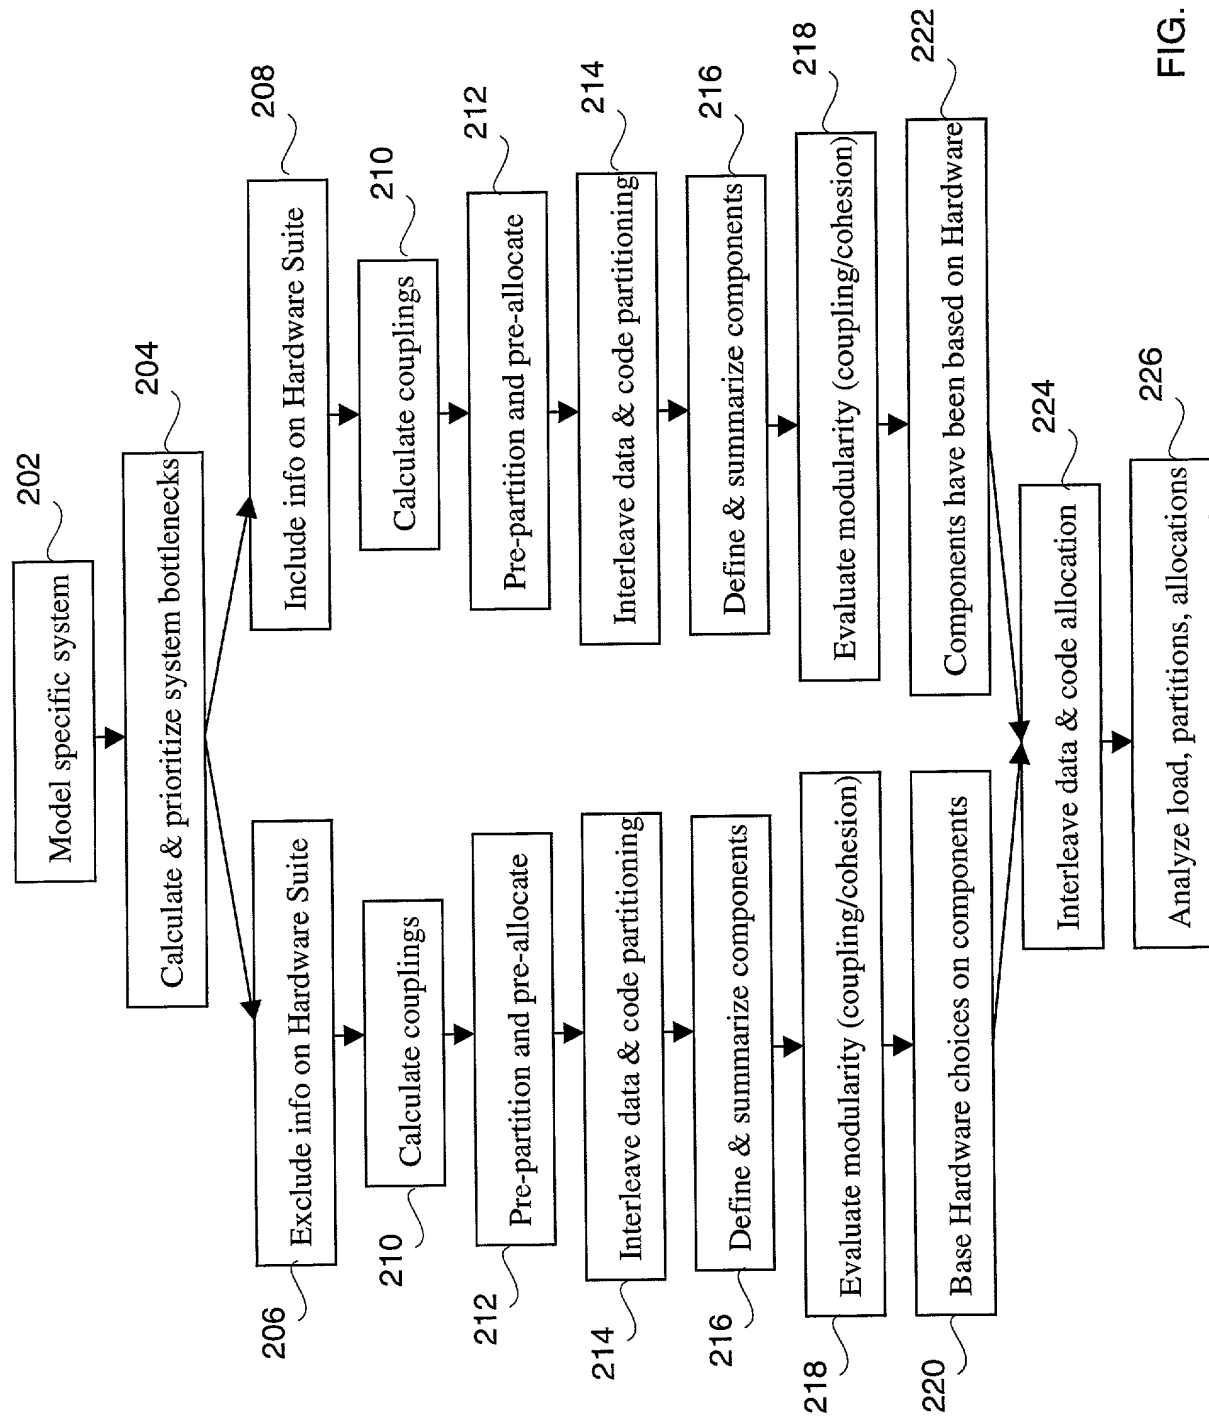 202
Model specific system
204
Calculate & prioritize system bottlenecks
206
Exclude info on Hardware Suite
208
Include info on Hardware Suite
210
Calculate couplings
210
Calculate couplings
212
Pre-partition and pre-allocate
212
Pre-partition and pre-allocate
214
Interleave data & code partitioning
214
Interleave data & code partitioning
216
Define & summarize components
216
Define & summarize components
218
Evaluate modularity (coupling/cohesion)
218
Evaluate modularity (coupling/cohesion)
220
Base Hardware choices on components
222
Components have been based on Hardware
224
Interleave data & code allocation
226
Analyze load, partitions, allocations
FIG.